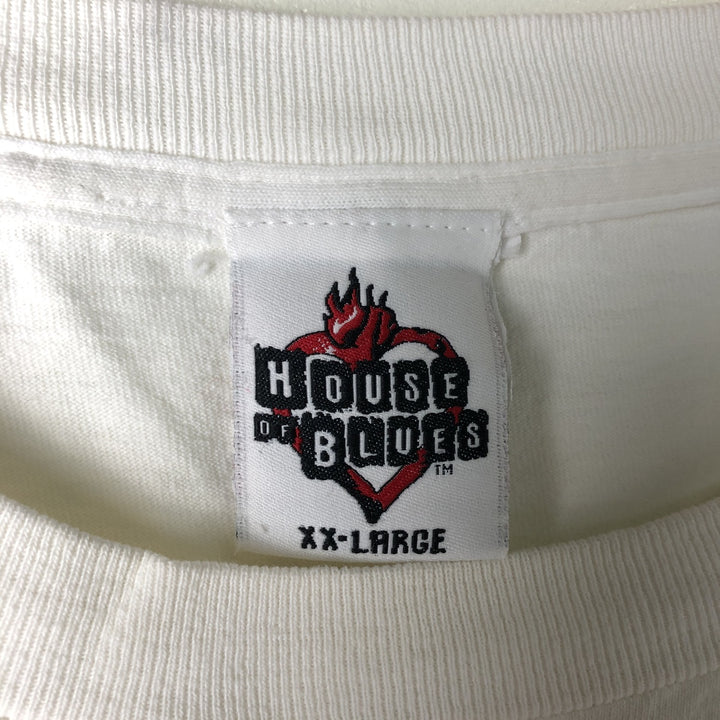 HOUSE
OF BLUES
TM
XX-LARGE